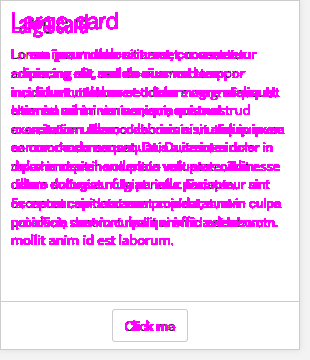 Large card
Lorem ipsum dolor sit amet, consectetur
adipiscing elit, sed do eiusmod tempor
incididunt ut labore et dolore magna aliqua. Ut
enim ad minim veniam, quis nostrud
exercitation ullamco laboris nisi ut aliquip ex ea
commodo consequat. Duis aute irure dolor in
reprehenderit in voluptate velit esse
cillum dolore eu fugiat nulla pariatur.
Excepteur sint occaecat cupidatat non
proident, sunt in culpa qui officia deserunt
mollit anim id est laborum.
Click me